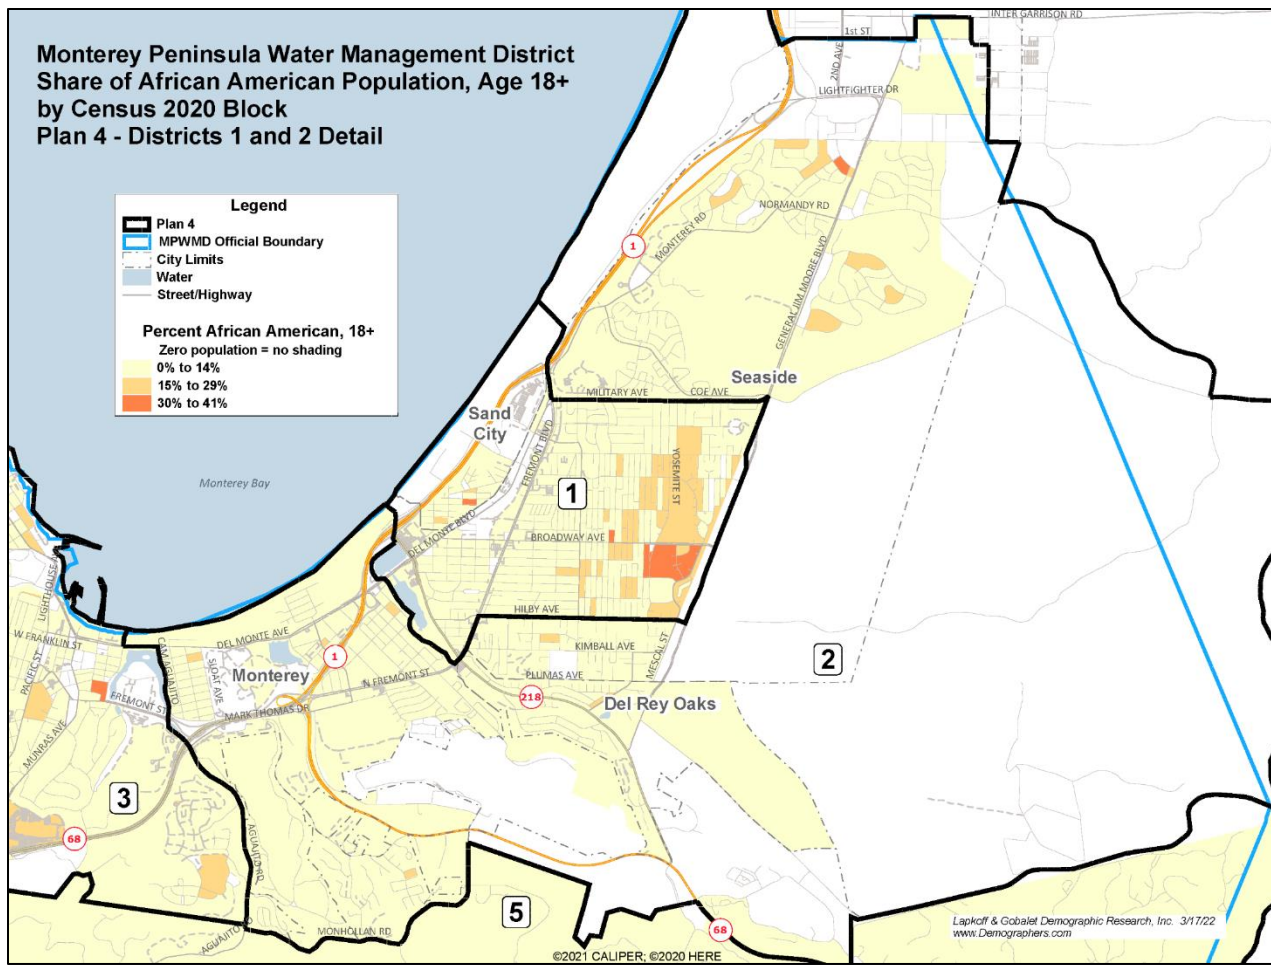 Monterey Peninsula Water Management District
Share of African American Population, Age 18+
by Census 2020 Block
Plan 4 - Districts 1 and 2 Detail
Legend
Plan 4
MPWMD Official Boundary
City Limits
Water
Street/Highway
Percent African American, 18+
Zero population = no shading
0% to 14%
15% to 29%
30% to 41%
INTER GARRISON RD
1st ST
2ND AVE
LIGHTFIGHTER DR
NORMANDY RD
MONTEREY RD
1
GENERAL JIM MOORE BLVD
Seaside
MILITARY AVE
COE AVE
Sand
City
FREMONT BLVD
YOSEMITE ST
Monterey Bay
1
DEL MONTE BLVD
BROADWAY AVE
HILBY AVE
W FRANKLIN ST
PACIFIC ST
CAM AGUAJITO
DEL MONTE AVE
SLOAT AVE
Monterey
1
N FREMONT ST
KIMBALL AVE
MESCAL ST
PLUMAS AVE
218
Del Rey Oaks
2
FREMONT ST
MARK THOMAS DR
MUNRAS AVE
3
68
AGUAJITO RD
5
MONHOLLAN RD
AGUAJITO
68
Lapkoff & Gobalet Demographic Research, Inc. 3/17/22
www.Demographers.com
©2021 CALIPER; ©2020 HERE